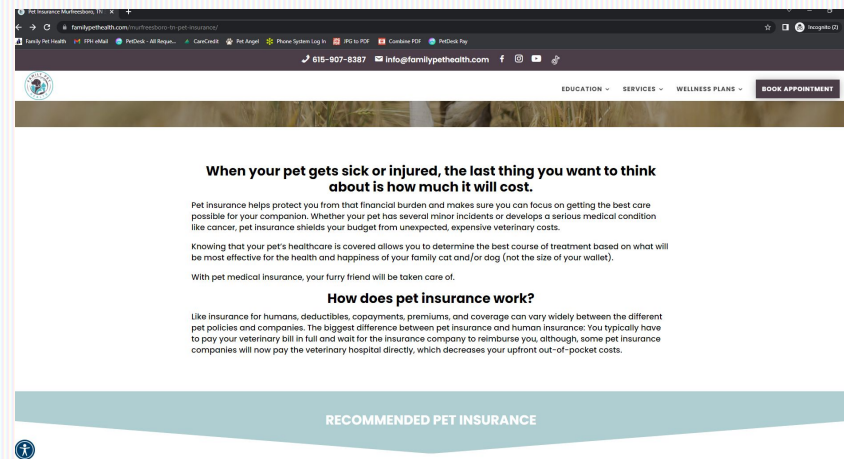 Pet Insurance Murfreesboro, TN
familypethealth.com/murfreesboro-tn-pet-insurance/
Incognito (2)
Family Pet Health FPH eMail PetDesk - All Reque... CareCredit Pet Angel Phone System Log In JPG to PDF Combine PDF PetDesk Pay
615-907-8387 info@familypethealth.com
EDUCATION SERVICES WELLNESS PLANS BOOK APPOINTMENT
When your pet gets sick or injured, the last thing you want to think
about is how much it will cost.
Pet insurance helps protect you from that financial burden and makes sure you can focus on getting the best care
possible for your companion. Whether your pet has several minor incidents or develops a serious medical condition
like cancer, pet insurance shields your budget from unexpected, expensive veterinary costs.
Knowing that your pet's healthcare is covered allows you to determine the best course of treatment based on what will
be most effective for the health and happiness of your family cat and/or dog (not the size of your wallet).
With pet medical insurance, your furry friend will be taken care of.
How does pet insurance work?
Like insurance for humans, deductibles, copayments, premiums, and coverage can vary widely between the different
pet policies and companies. The biggest difference between pet insurance and human insurance: You typically have
to pay your veterinary bill in full and wait for the insurance company to reimburse you, although, some pet insurance
companies will now pay the veterinary hospital directly, which decreases your upfront out-of-pocket costs.
RECOMMENDED PET INSURANCE